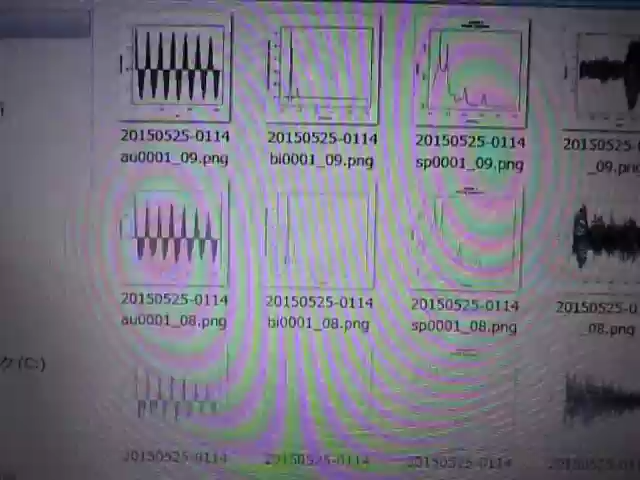 20150525-0114 20150525-0114 20150525-0114
au0001_09.png bi0001_09.png sp0001_09.png _09.png
20150525-0114 20150525-0114 20150525-0114
au0001_08.png bi0001_08.png sp0001_08.png _08.png
ク(C:)
20150525-0114 20150525-0114 20150525-0114